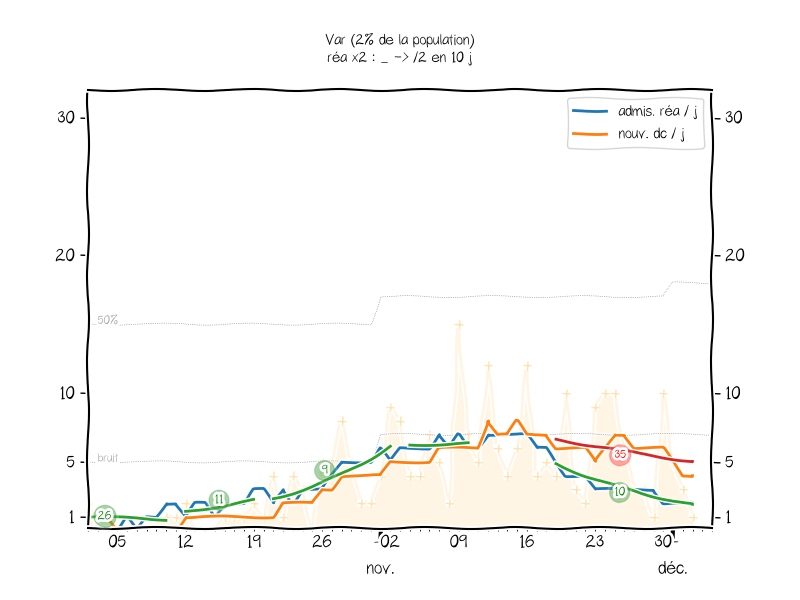 Var (2% de la population)
réa x2 : _ -> /2 en 10 j
admis. réa / j
nouv. dc / j
30
30
20
20
50%
10
10
bruit
5
5
1
1
26
11
9
35
10
05 12 19 26 02 09 16 23 30
nov. déc.